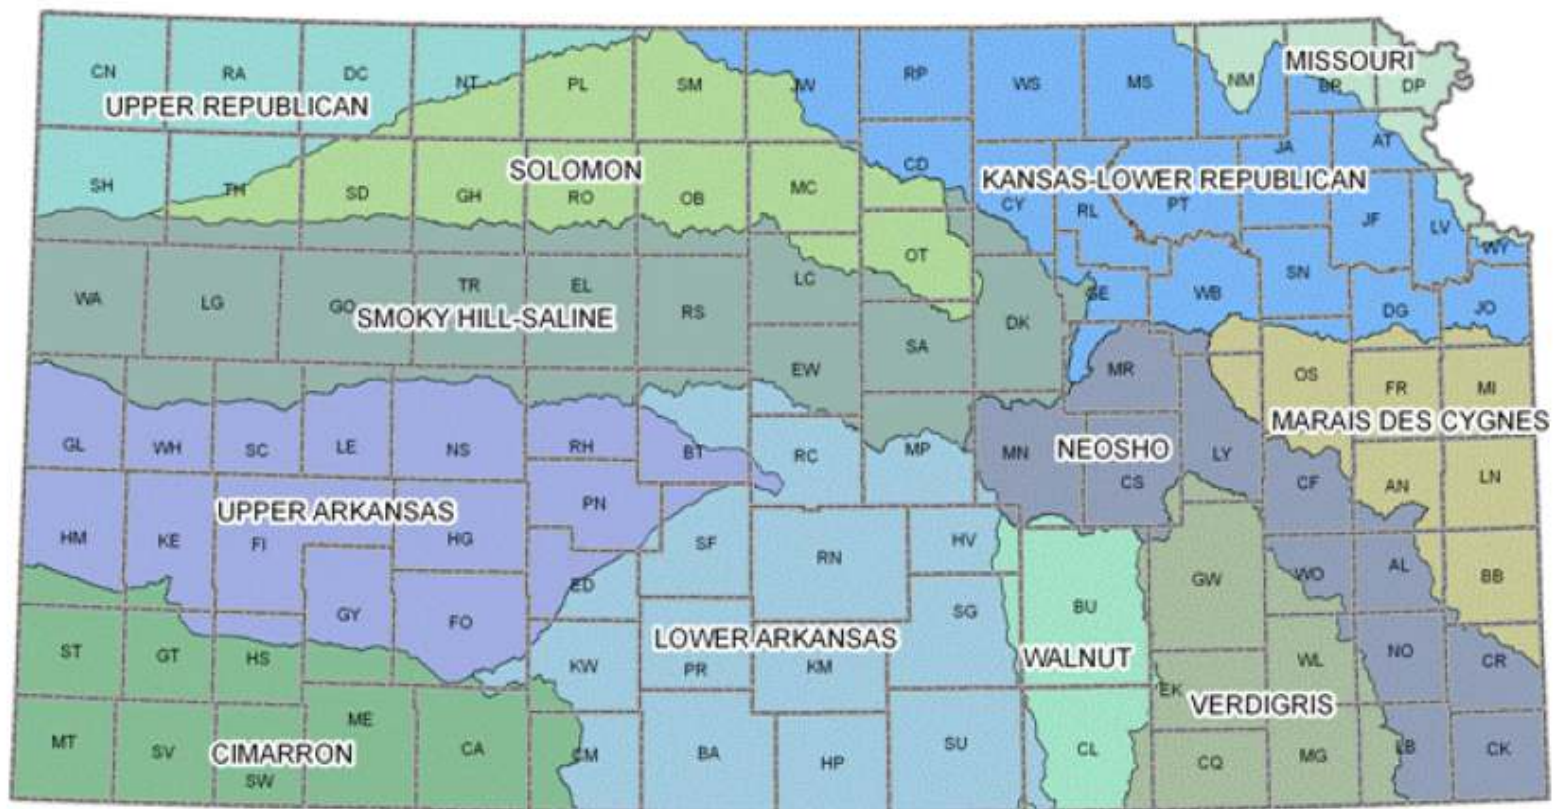 CN
RA
DC
NT
PL
SM
JW
RP
WS
MS
NM
MISSOURI
BR
DP
UPPER REPUBLICAN
SH
TH
SD
GH
SOLOMON
RO
OB
MC
CD
KANSAS-LOWER REPUBLICAN
CY
RL
PT
JA
AT
JF
LV
WY
WA
LG
GO
TR
EL
RS
LC
OT
SMOKY HILL-SALINE
EW
SA
DK
GE
WB
SN
DG
JO
MR
OS
FR
MI
MARAIS DES CYGNES
GL
WH
SC
LE
NS
RH
BT
RC
MP
MN
NEOSHO
CS
LY
CF
AN
LN
HM
KE
UPPER ARKANSAS
FI
HG
PN
SF
RN
HV
ED
GY
FO
BU
GW
WO
AL
BB
ST
GT
HS
KW
LOWER ARKANSAS
PR
KM
SG
WALNUT
EK
WL
NO
CR
VERDIGRIS
MT
SV
CIMARRON
SW
ME
CA
CM
BA
HP
SU
CL
CQ
MG
LB
CK